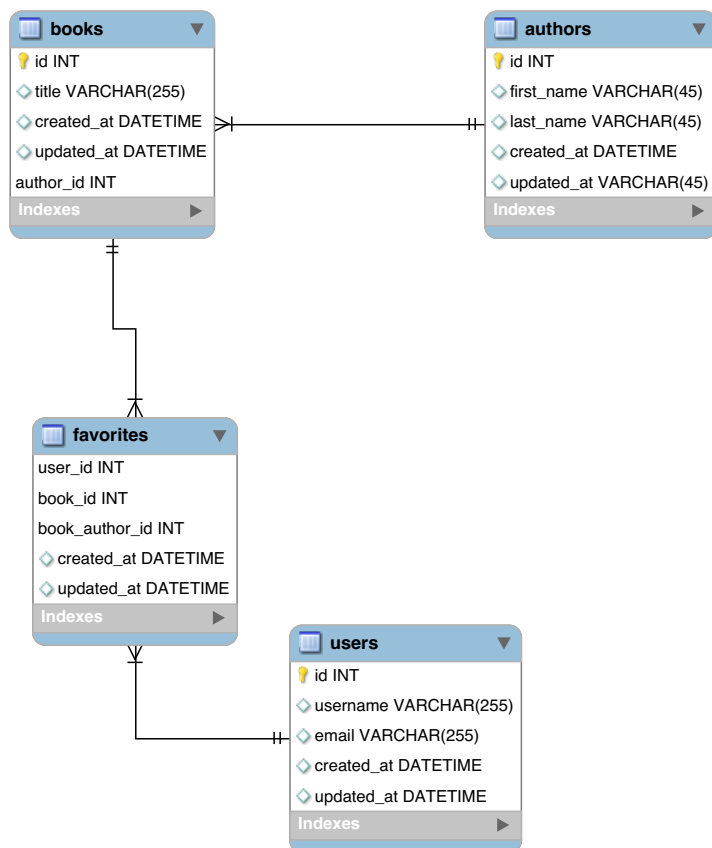 books
id INT
title VARCHAR(255)
created_at DATETIME
updated_at DATETIME
author_id INT
Indexes
authors
id INT
first_name VARCHAR(45)
last_name VARCHAR(45)
created_at DATETIME
updated_at VARCHAR(45)
Indexes
favorites
user_id INT
book_id INT
book_author_id INT
created_at DATETIME
updated_at DATETIME
Indexes
users
id INT
username VARCHAR(255)
email VARCHAR(255)
created_at DATETIME
updated_at DATETIME
Indexes